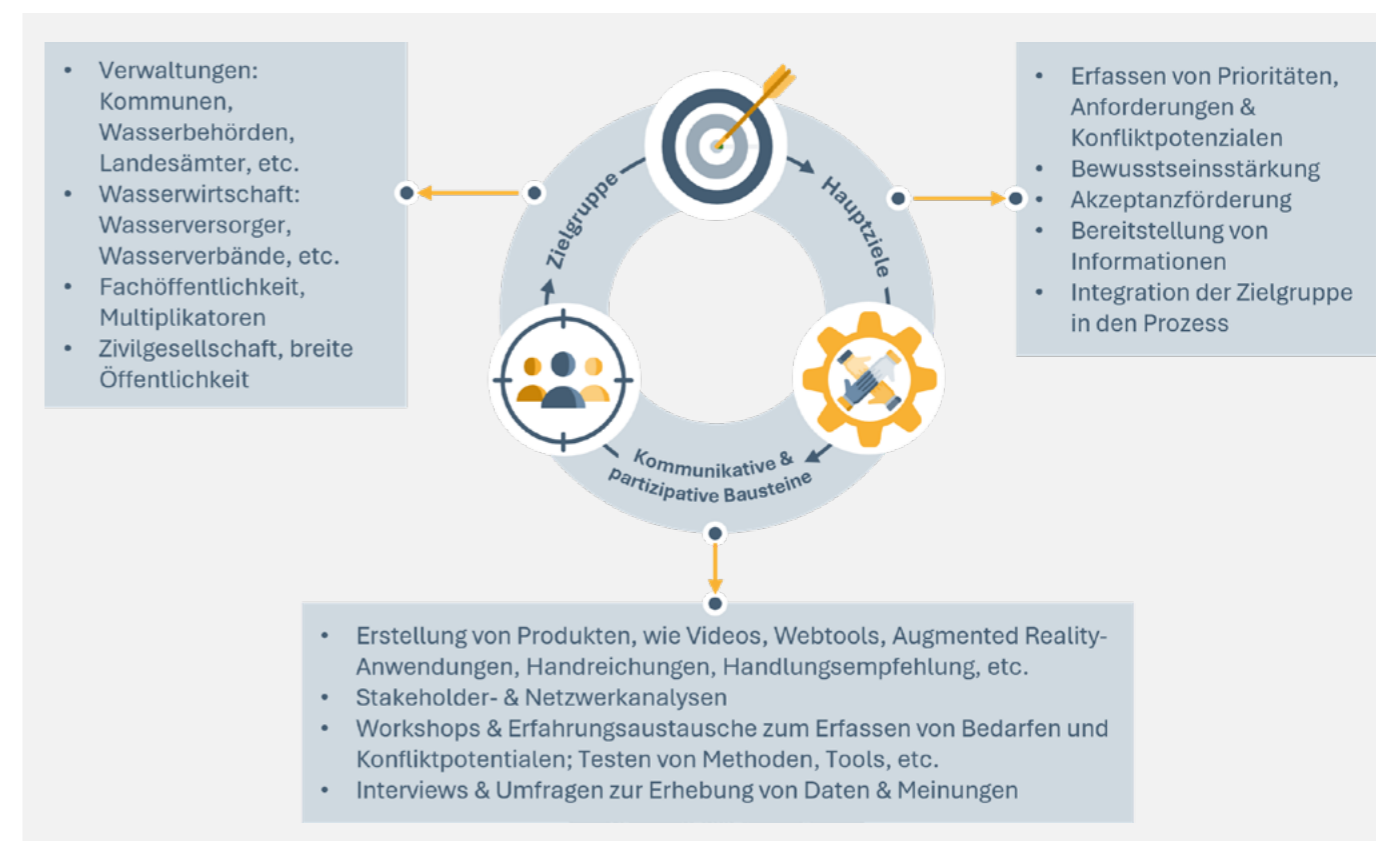 • Verwaltungen:
Kommunen,
Wasserbehörden,
Landesämter, etc.
• Wasserwirtschaft:
Wasserversorger,
Wasserverbände, etc.
• Fachöffentlichkeit,
Multiplikatoren
• Zivilgesellschaft, breite
Öffentlichkeit
Zielgruppe
Hauptziele
• Erfassen von Prioritäten,
Anforderungen &
Konfliktpotenzialen
• Bewusstseinsstärkung
• Akzeptanzförderung
• Bereitstellung von
Informationen
• Integration der Zielgruppe
in den Prozess
Kommunikative &
partizipative Bausteine
• Erstellung von Produkten, wie Videos, Webtools, Augmented Reality-
Anwendungen, Handreichungen, Handlungsempfehlung, etc.
• Stakeholder- & Netzwerkanalysen
• Workshops & Erfahrungsaustausche zum Erfassen von Bedarfen und
Konfliktpotentialen; Testen von Methoden, Tools, etc.
• Interviews & Umfragen zur Erhebung von Daten & Meinungen